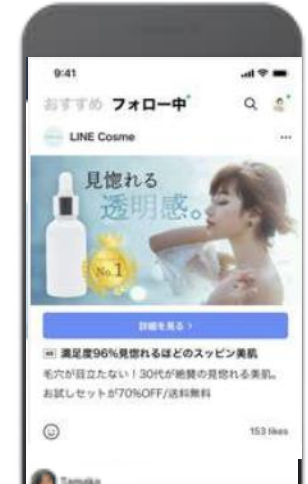 9:41
おすすめ フォロー中
LINE Cosme
見惚れる
透明感。
No.1
詳細を見る >
満足度96%見惚れるほどのスッピン美肌
毛穴が目立たない！30代が絶賛の見惚れる美肌。
お試しセットが70%OFF/送料無料
153 likes
Tamako